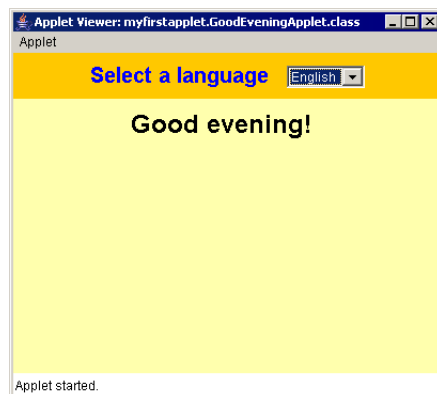 Applet Viewer: myfirstapplet.GoodEveningApplet.class
Applet
Select a language English
Good evening!
Applet started.